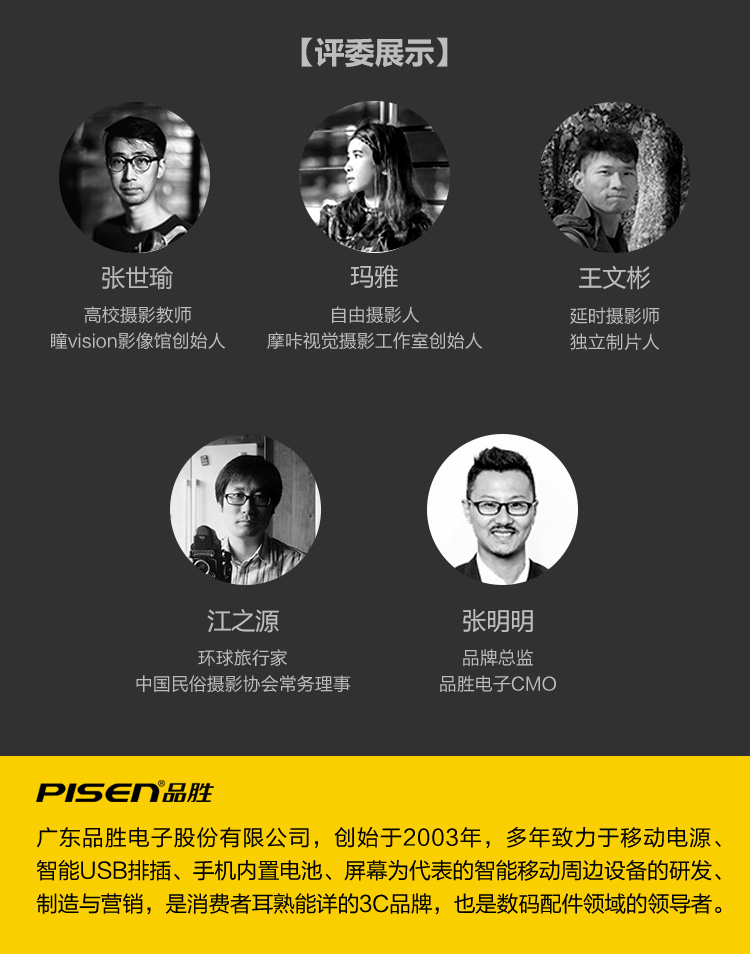 【评委展示】
张世瑜
高校摄影教师
瞳vision影像馆创始人
玛雅
自由摄影人
摩咔视觉摄影工作室创始人
王文彬
延时摄影师
独立制片人
江之源
环球旅行家
中国民俗摄影协会常务理事
张明明
品牌总监
品胜电子CMO
PISEN®品胜
广东品胜电子股份有限公司，创始于2003年，多年致力于移动电源、
智能USB排插、手机内置电池、屏幕为代表的智能移动周边设备的研发、
制造与营销，是消费者耳熟能详的3C品牌，也是数码配件领域的领导者。